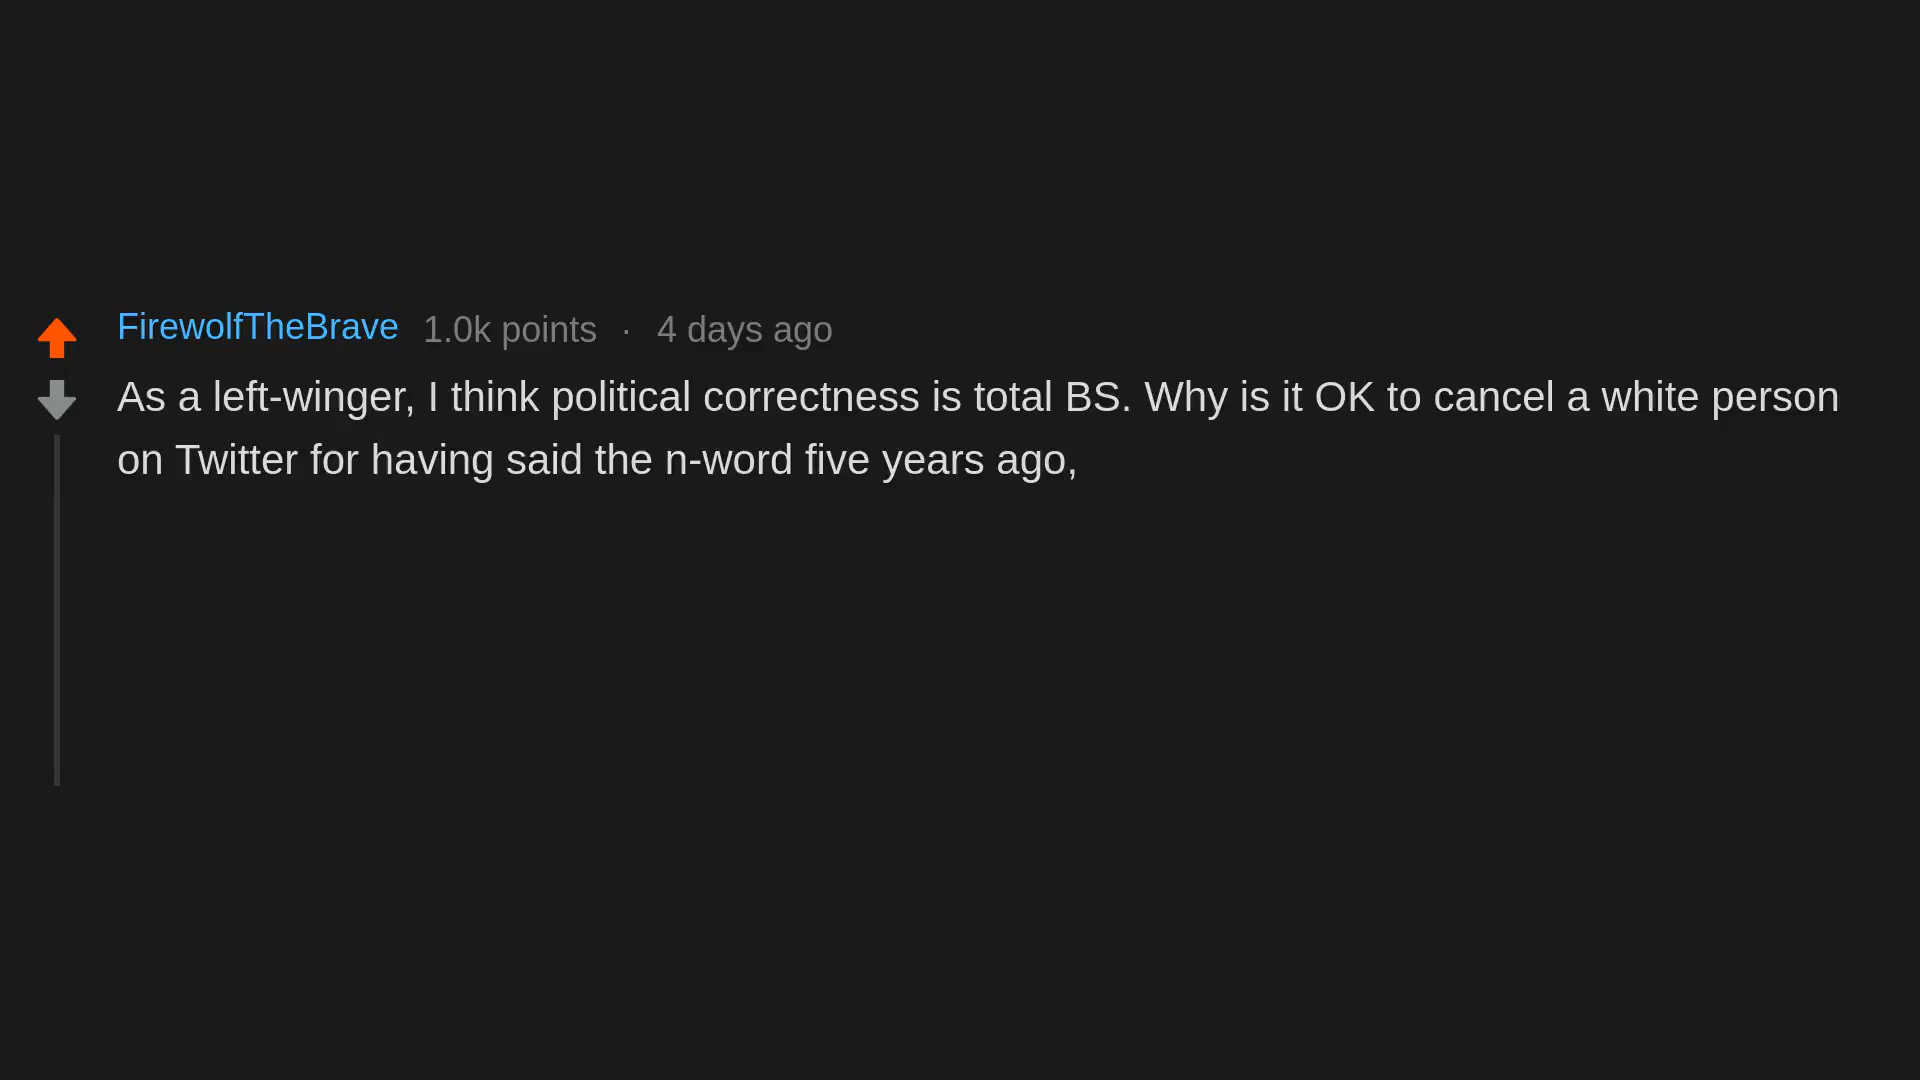 FirewolfTheBrave 1.0k points · 4 days ago
As a left-winger, I think political correctness is total BS. Why is it OK to cancel a white person
on Twitter for having said the n-word five years ago,